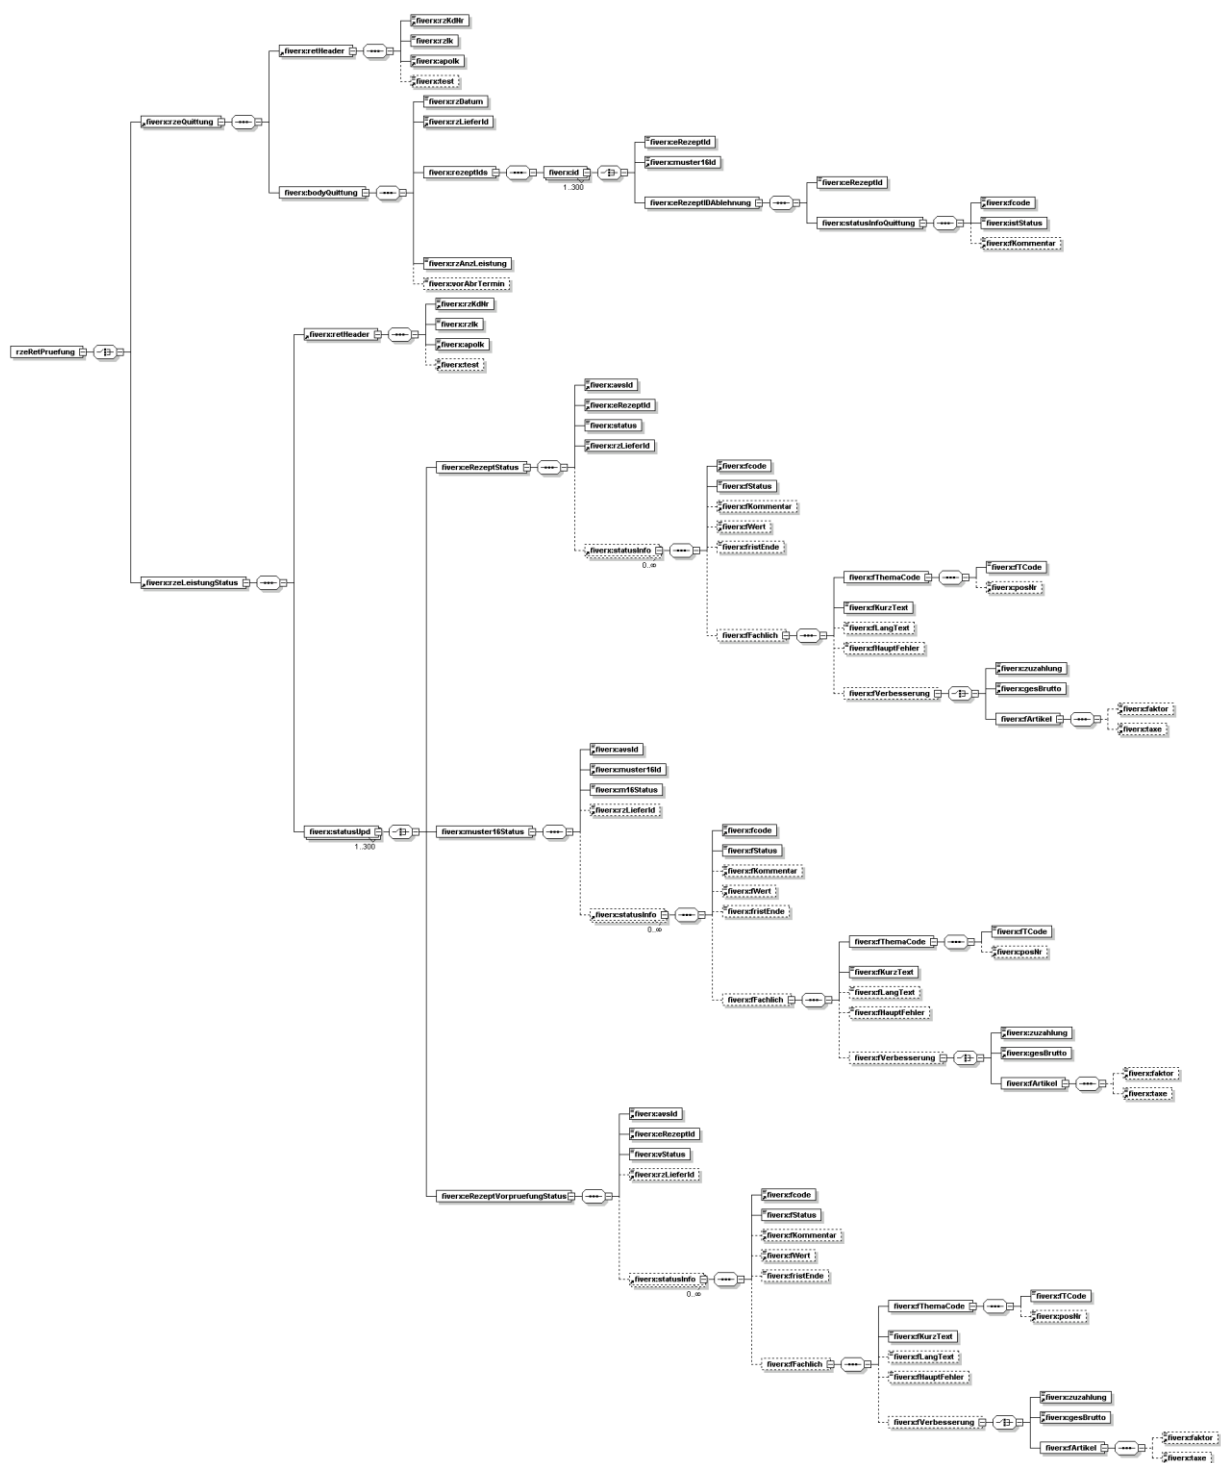 fiverx:rzKdNr
fiverx:rzIk
fiverx:retHeader
fiverx:apoIk
fiverx:test
fiverx:rzDatum
fiverx:rzeQuittung
fiverx:rzLieferId
fiverx:eRezeptId
fiverx:muster16Id
fiverx:rezeptIds
fiverx:id
1..300
fiverx:eRezeptId
fiverx:bodyQuittung
fiverx:eRezeptIDAblehnung
fiverx:fcode
fiverx:statusInfoQuittung
fiverx:istStatus
fiverx:fKommentar
fiverx:rzAnzLeistung
fiverx:vorAbrTermin
fiverx:rzKdNr
fiverx:rzIk
fiverx:retHeader
fiverx:apoIk
rzeRetPruefung
fiverx:test
fiverx:avsId
fiverx:eRezeptId
fiverx:status
fiverx:rzLieferId
fiverx:eRezeptStatus
fiverx:fcode
fiverx:fStatus
fiverx:fKommentar
fiverx:fWert
fiverx:fristEnde
fiverx:statusInfo
0..∞
fiverx:fTCode
fiverx:fThemaCode
fiverx:rzeLeistungStatus
fiverx:posNr
fiverx:fKurzText
fiverx:fLangText
fiverx:fFachlich
fiverx:fHauptFehler
fiverx:zuzahlung
fiverx:gesBrutto
fiverx:fVerbesserung
fiverx:faktor
fiverx:fArtikel
fiverx:taxe
fiverx:avsId
fiverx:muster16Id
fiverx:m16Status
fiverx:rzLieferId
fiverx:statusUpd
1..300
fiverx:muster16Status
fiverx:fcode
fiverx:fStatus
fiverx:fKommentar
fiverx:fWert
fiverx:fristEnde
fiverx:statusInfo
0..∞
fiverx:fTCode
fiverx:fThemaCode
fiverx:posNr
fiverx:fKurzText
fiverx:fLangText
fiverx:fFachlich
fiverx:fHauptFehler
fiverx:zuzahlung
fiverx:gesBrutto
fiverx:fVerbesserung
fiverx:faktor
fiverx:fArtikel
fiverx:taxe
fiverx:avsId
fiverx:eRezeptId
fiverx:vStatus
fiverx:rzLieferId
fiverx:eRezeptVorpruefungStatus
fiverx:fcode
fiverx:fStatus
fiverx:fKommentar
fiverx:fWert
fiverx:fristEnde
fiverx:statusInfo
0..∞
fiverx:fTCode
fiverx:fThemaCode
fiverx:posNr
fiverx:fKurzText
fiverx:fLangText
fiverx:fFachlich
fiverx:fHauptFehler
fiverx:zuzahlung
fiverx:gesBrutto
fiverx:fVerbesserung
fiverx:faktor
fiverx:fArtikel
fiverx:taxe